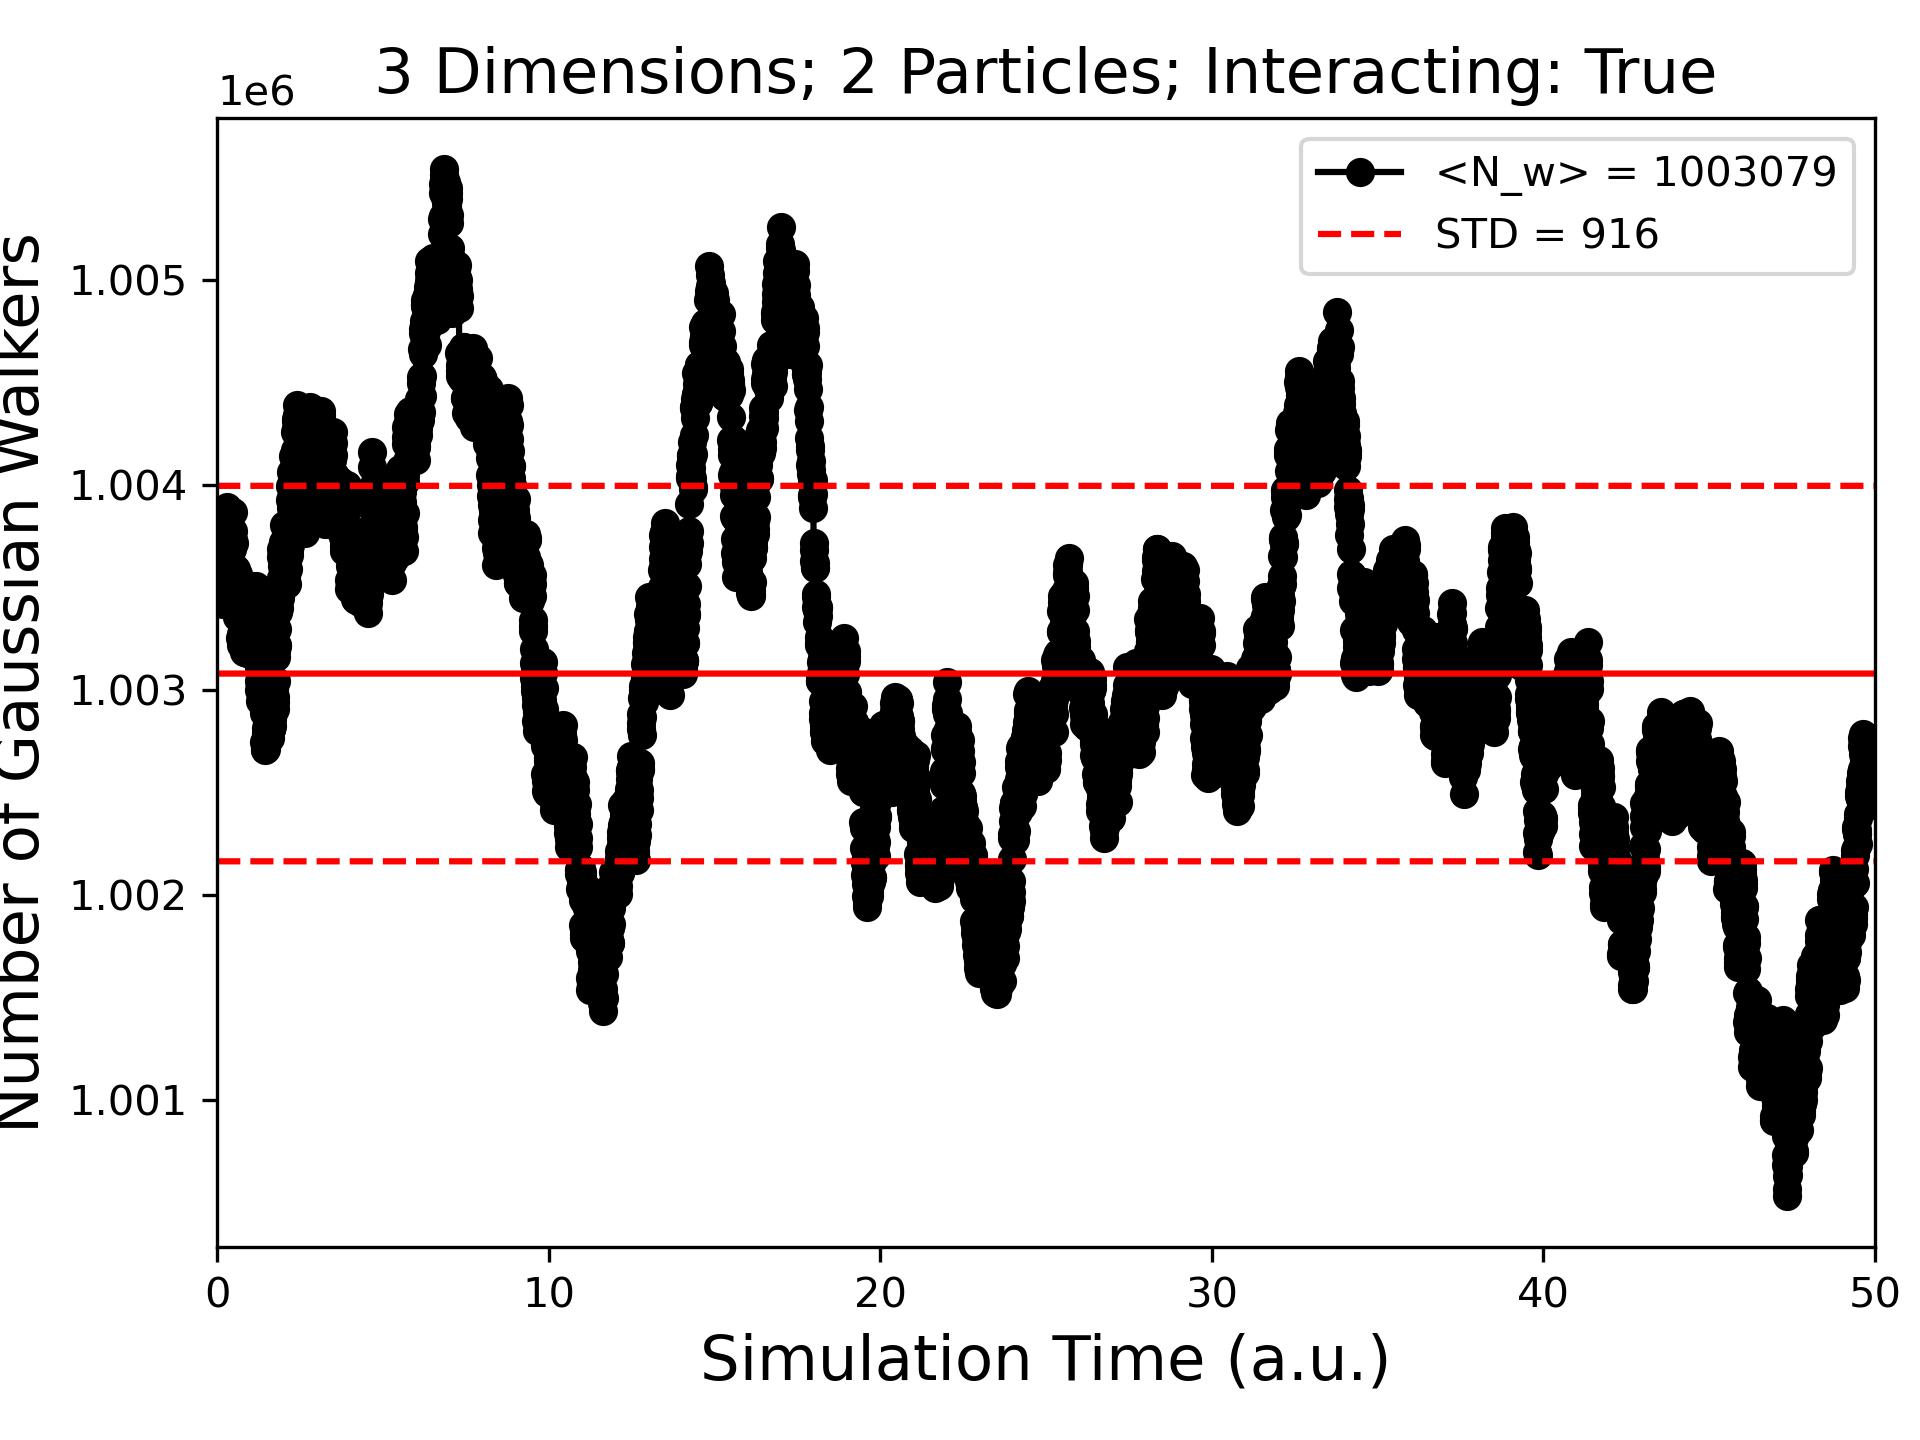 3 Dimensions; 2 Particles; Interacting: True
1e6
<N_w> = 1003079
STD = 916
Number of Gaussian Walkers
1.005
1.004
1.003
1.002
1.001
0 10 20 30 40 50
Simulation Time (a.u.)